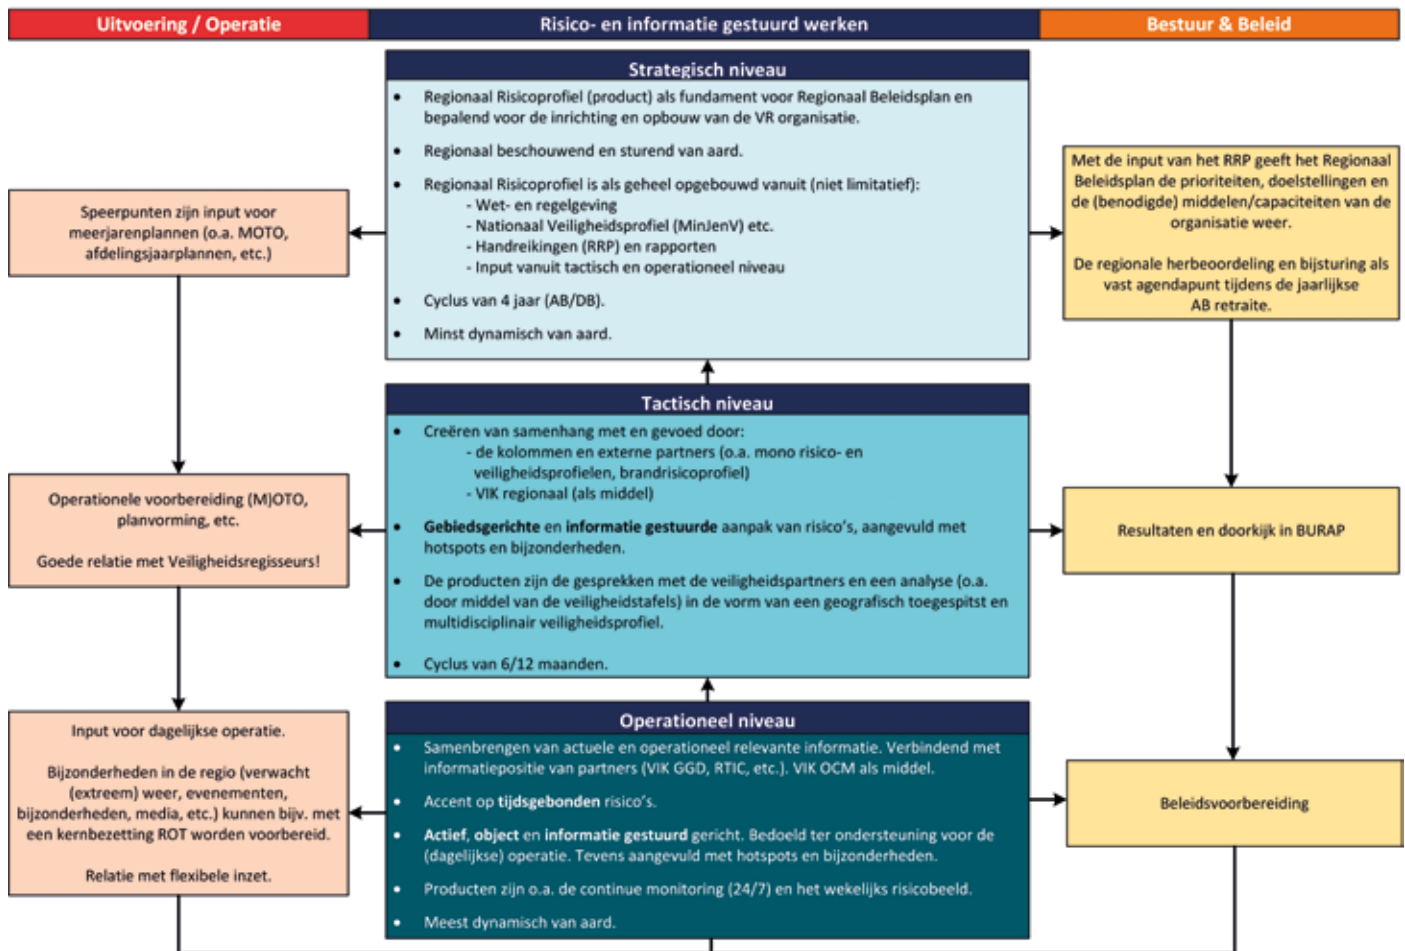 Uitvoering / Operatie
Risico- en informatie gestuurd werken
Bestuur & Beleid
Strategisch niveau
• Regionaal Risicoprofiel (product) als fundament voor Regionaal Beleidsplan en
bepalend voor de inrichting en opbouw van de VR organisatie.
• Regionaal beschouwend en sturend van aard.
• Regionaal Risicoprofiel is als geheel opgebouwd vanuit (niet limitatief):
- Wet- en regelgeving
- Nationaal Veiligheidsprofiel (MinJenV) etc.
- Handreikingen (RRP) en rapporten
- Input vanuit tactisch en operationeel niveau
• Cyclus van 4 jaar (AB/DB).
• Minst dynamisch van aard.
Speerpunten zijn input voor
meerjarenplannen (o.a. MOTO,
afdelingsjaarplannen, etc.)
Met de input van het RRP geeft het Regionaal
Beleidsplan de prioriteiten, doelstellingen en
de (benodigde) middelen/capaciteiten van de
organisatie weer.
De regionale herbeoordeling en bijsturing als
vast agendapunt tijdens de jaarlijkse
AB retraite.
Tactisch niveau
• Creëren van samenhang met en gevoed door:
- de kolommen en externe partners (o.a. mono risico- en
veiligheidsprofielen, brandrisicoprofiel)
- VIK regionaal (als middel)
• Gebiedsgerichte en informatie gestuurde aanpak van risico's, aangevuld met
hotspots en bijzonderheden.
• De producten zijn de gesprekken met de veiligheidspartners en een analyse (o.a.
door middel van de veiligheidstafels) in de vorm van een geografisch toegespitst en
multidisciplinair veiligheidsprofiel.
• Cyclus van 6/12 maanden.
Operationele voorbereiding (M)OTO,
planvorming, etc.
Goede relatie met Veiligheidsregisseurs!
Resultaten en doorkijk in BURAP
Operationeel niveau
• Samenbrengen van actuele en operationeel relevante informatie. Verbindend met
informatiepositie van partners (VIK GGD, RTIC, etc.). VIK OCM als middel.
• Accent op tijdsgebonden risico's.
• Actief, object en informatie gestuurd gericht. Bedoeld ter ondersteuning voor de
(dagelijkse) operatie. Tevens aangevuld met hotspots en bijzonderheden.
• Producten zijn o.a. de continue monitoring (24/7) en het wekelijks risicobeeld.
• Meest dynamisch van aard.
Input voor dagelijkse operatie.
Bijzonderheden in de regio (verwacht
(extreem) weer, evenementen,
bijzonderheden, media, etc.) kunnen bijv. met
een kernbezetting ROT worden voorbereid.
Relatie met flexibele inzet.
Beleidsvoorbereiding